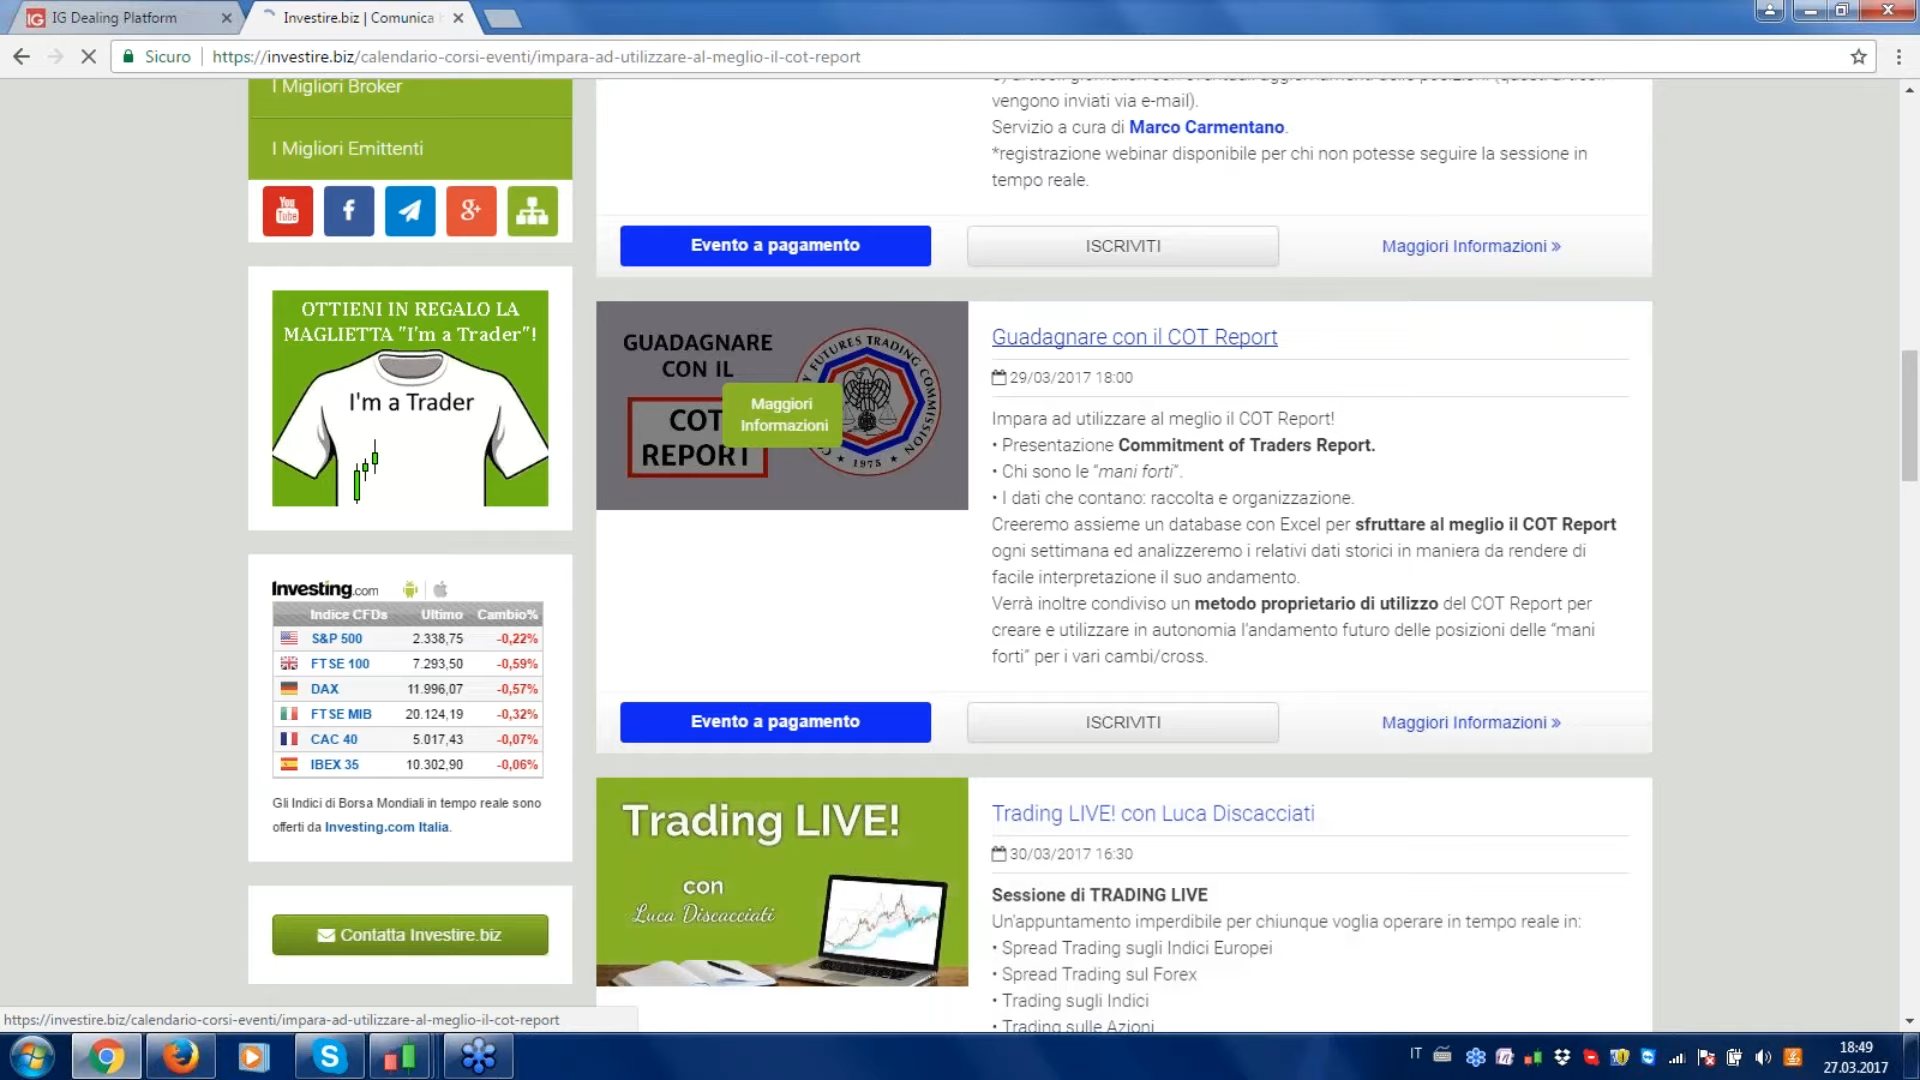 IG Dealing Platform
Investire.biz | Comunica
Sicuro
https://investire.biz/calendario-corsi-eventi/impara-ad-utilizzare-al-meglio-il-cot-report
I Migliori Broker
I Migliori Emittenti
You
Tube
f
g+
OTTIENI IN REGALO LA
MAGLIETTA "I'm a Trader"!
I'm a Trader
Investing.com
Indice CFDs Ultimo Cambio%
S&P 500 2.338,75 -0,22%
FTSE 100 7.293,50 -0,59%
DAX 11.996,07 -0,57%
FTSE MIB 20.124,19 -0,32%
CAC 40 5.017,43 -0,07%
IBEX 35 10.302,90 -0,06%
Gli Indici di Borsa Mondiali in tempo reale sono
offerti da Investing.com Italia.
Contatta Investire.biz
vengono inviati via e-mail).
Servizio a cura di Marco Carmentano.
*registrazione webinar disponibile per chi non potesse seguire la sessione in
tempo reale.
Evento a pagamento
ISCRIVITI
Maggiori Informazioni »
GUADAGNARE
CON IL
COT
REPORT
FUTURES TRADING COMMISSION
1975
Maggiori
Informazioni
Guadagnare con il COT Report
29/03/2017 18:00
Impara ad utilizzare al meglio il COT Report!
• Presentazione Commitment of Traders Report.
• Chi sono le “mani forti”.
• I dati che contano: raccolta e organizzazione.
Creeremo assieme un database con Excel per sfruttare al meglio il COT Report
ogni settimana ed analizzeremo i relativi dati storici in maniera da rendere di
facile interpretazione il suo andamento.
Verrà inoltre condiviso un metodo proprietario di utilizzo del COT Report per
creare e utilizzare in autonomia l’andamento futuro delle posizioni delle “mani
forti” per i vari cambi/cross.
Evento a pagamento
ISCRIVITI
Maggiori Informazioni »
Trading LIVE!
con
Luca Discacciati
Trading LIVE! con Luca Discacciati
30/03/2017 16:30
Sessione di TRADING LIVE
Un'appuntamento imperdibile per chiunque voglia operare in tempo reale in:
• Spread Trading sugli Indici Europei
• Spread Trading sul Forex
• Trading sugli Indici
• Trading sulle Azioni
https://investire.biz/calendario-corsi-eventi/impara-ad-utilizzare-al-meglio-il-cot-report
IT
18:49
27.03.2017